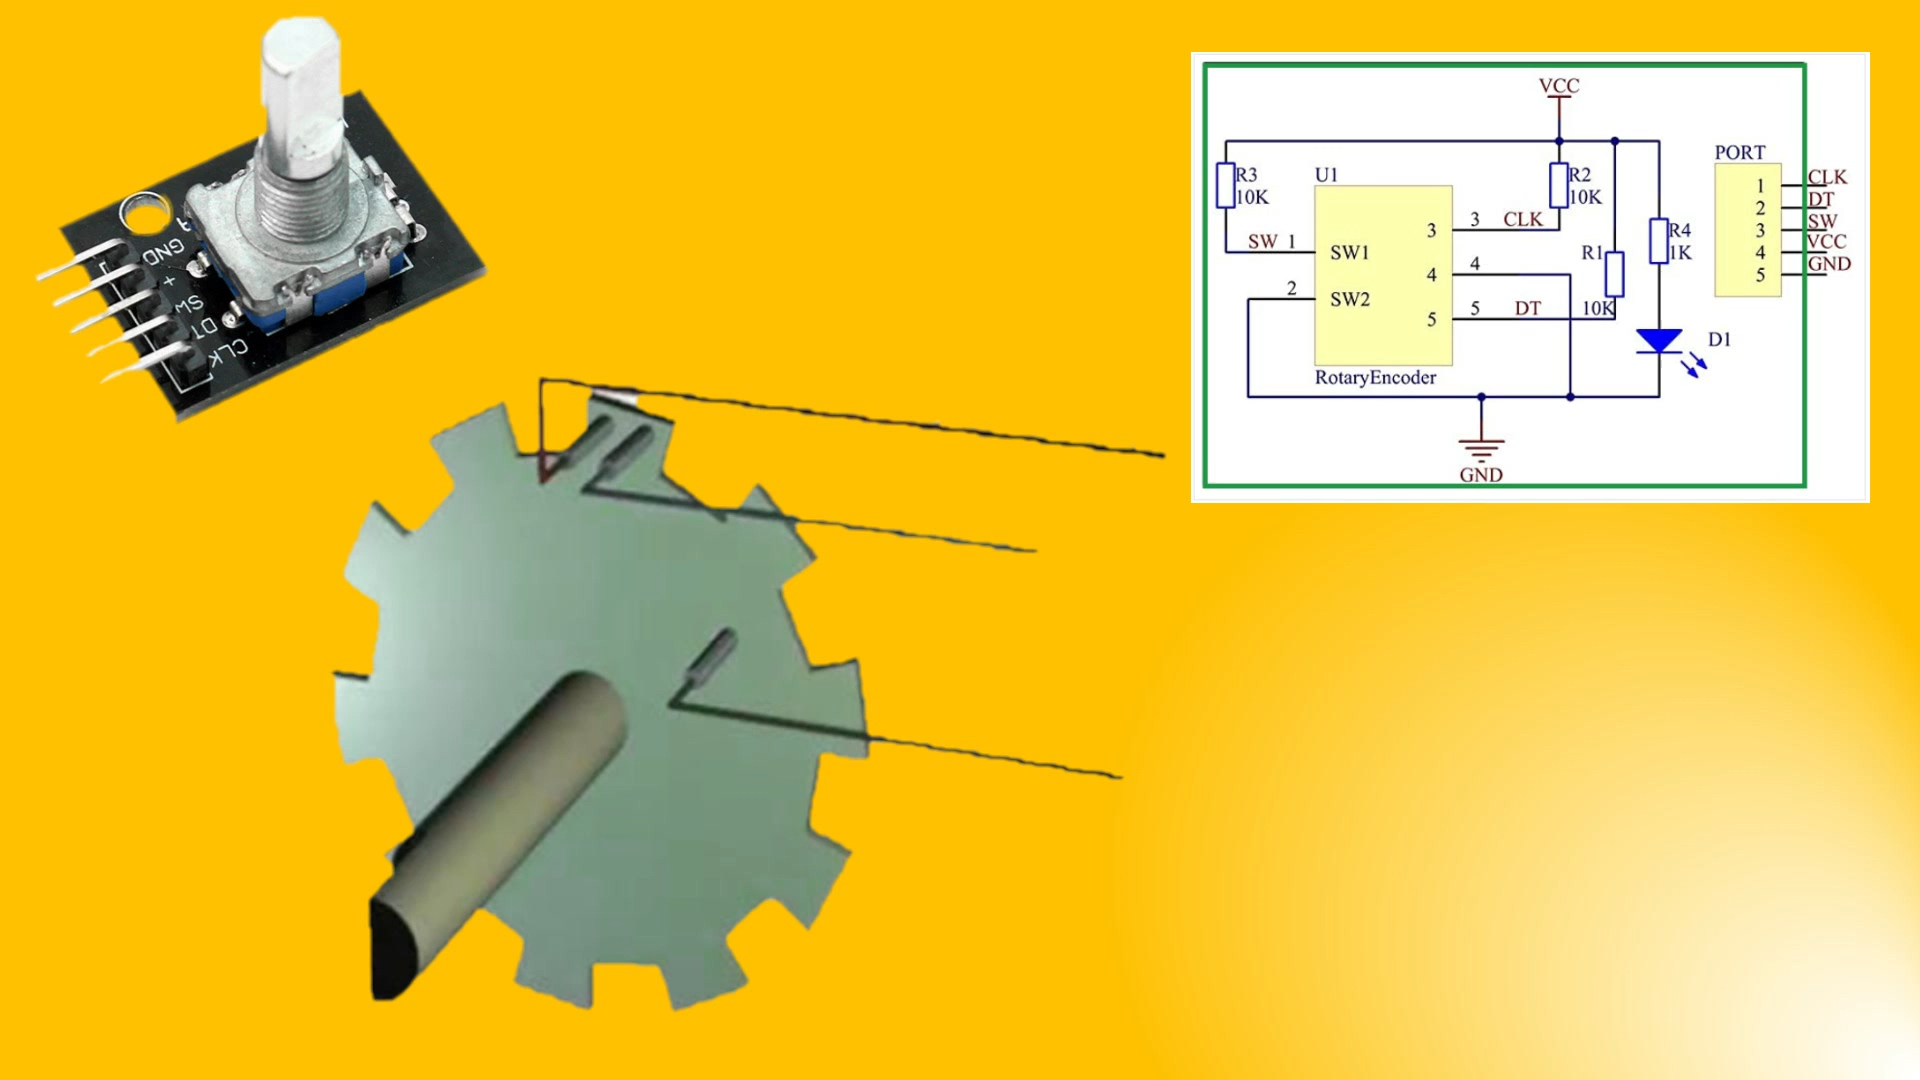 GND
+
SW
DT
CLK
VCC
R3
10K
U1
R2
10K
PORT
1 CLK
2 DT
3 SW
4 VCC
5 GND
SW 1
SW1
3
3 CLK
R1
10K
R4
1K
2
SW2
4
4
5
5 DT
D1
RotaryEncoder
GND